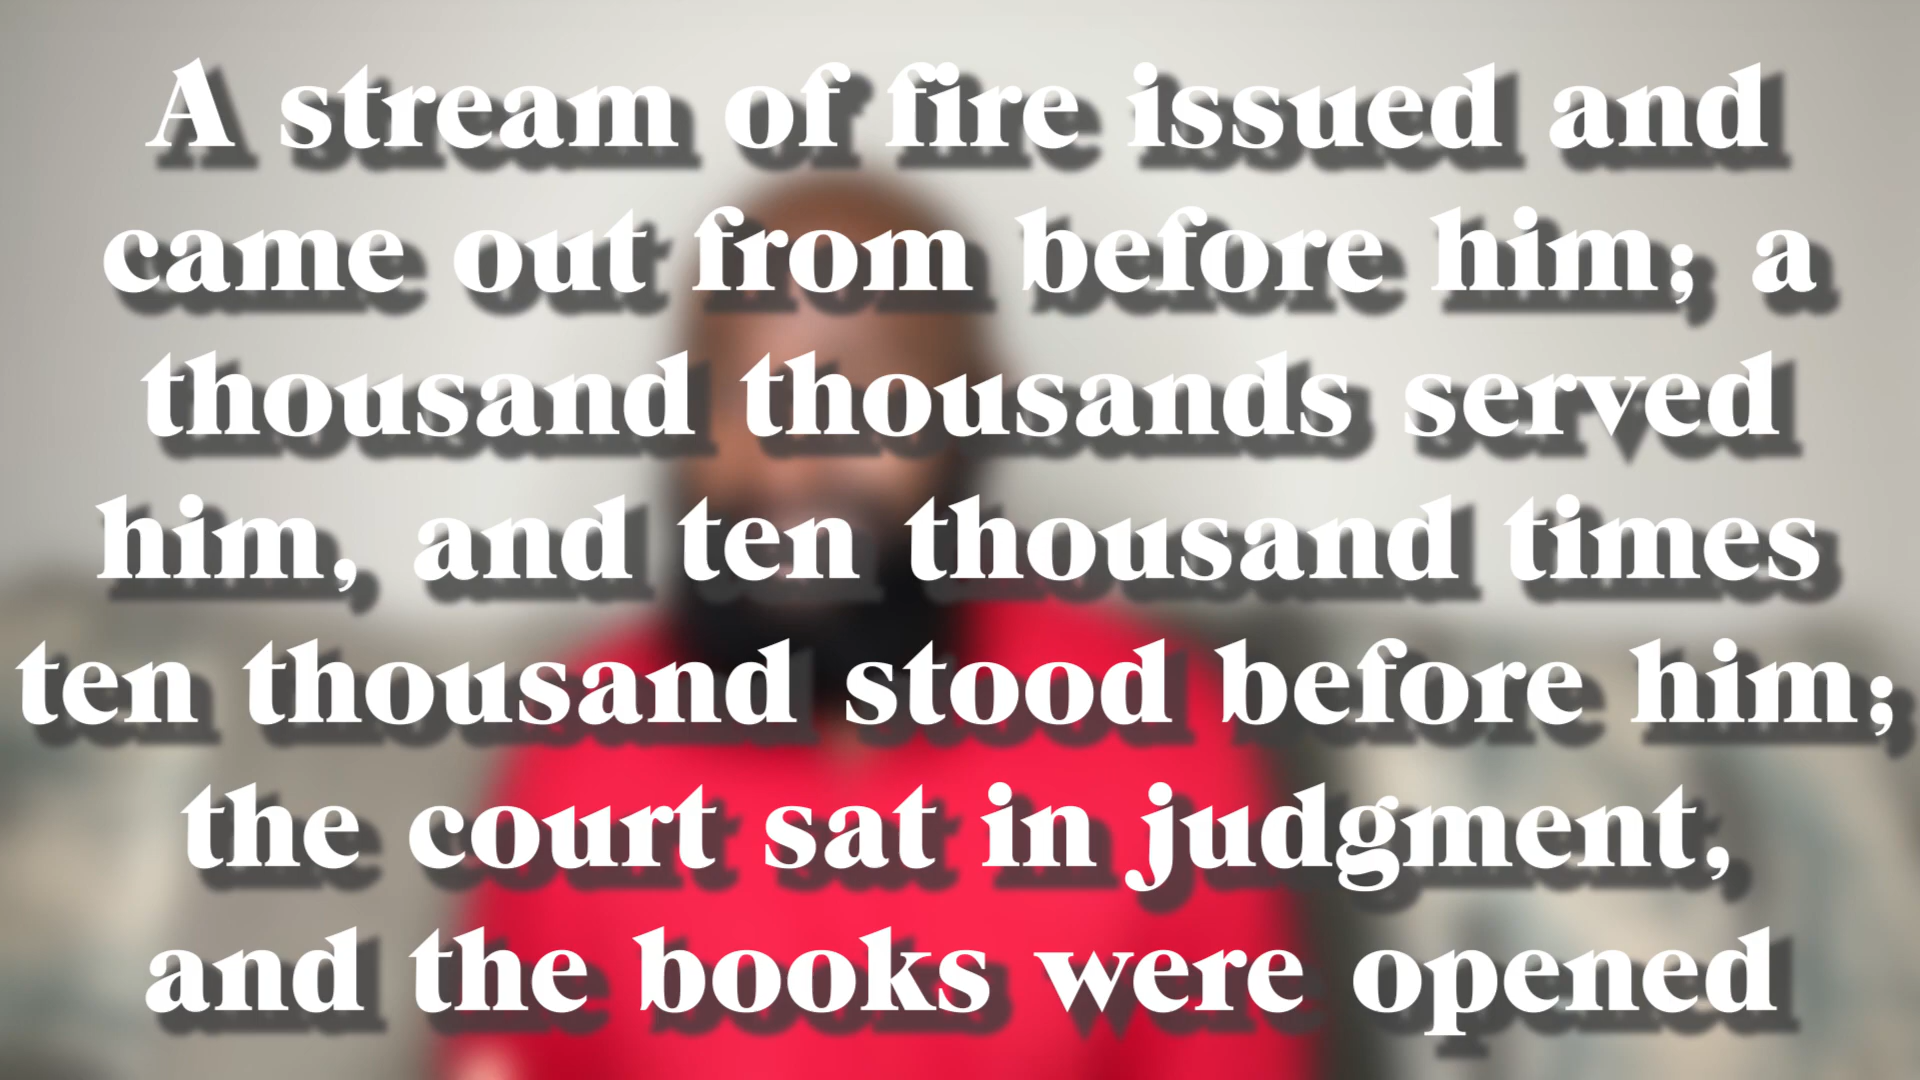 A stream of fire issued and
came out from before him; a
thousand thousands served
him, and ten thousand times
ten thousand stood before him;
the court sat in judgment,
and the books were opened